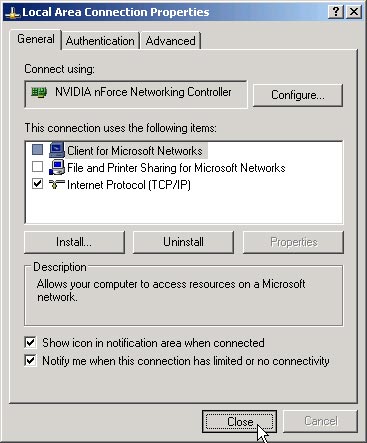 Local Area Connection Properties
General Authentication Advanced
Connect using:
NVIDIA nForce Networking Controller
Configure...
This connection uses the following items:
Client for Microsoft Networks
File and Printer Sharing for Microsoft Networks
Internet Protocol (TCP/IP)
Install... Uninstall Properties
Description
Allows your computer to access resources on a Microsoft
network.
Show icon in notification area when connected
Notify me when this connection has limited or no connectivity
Close Cancel